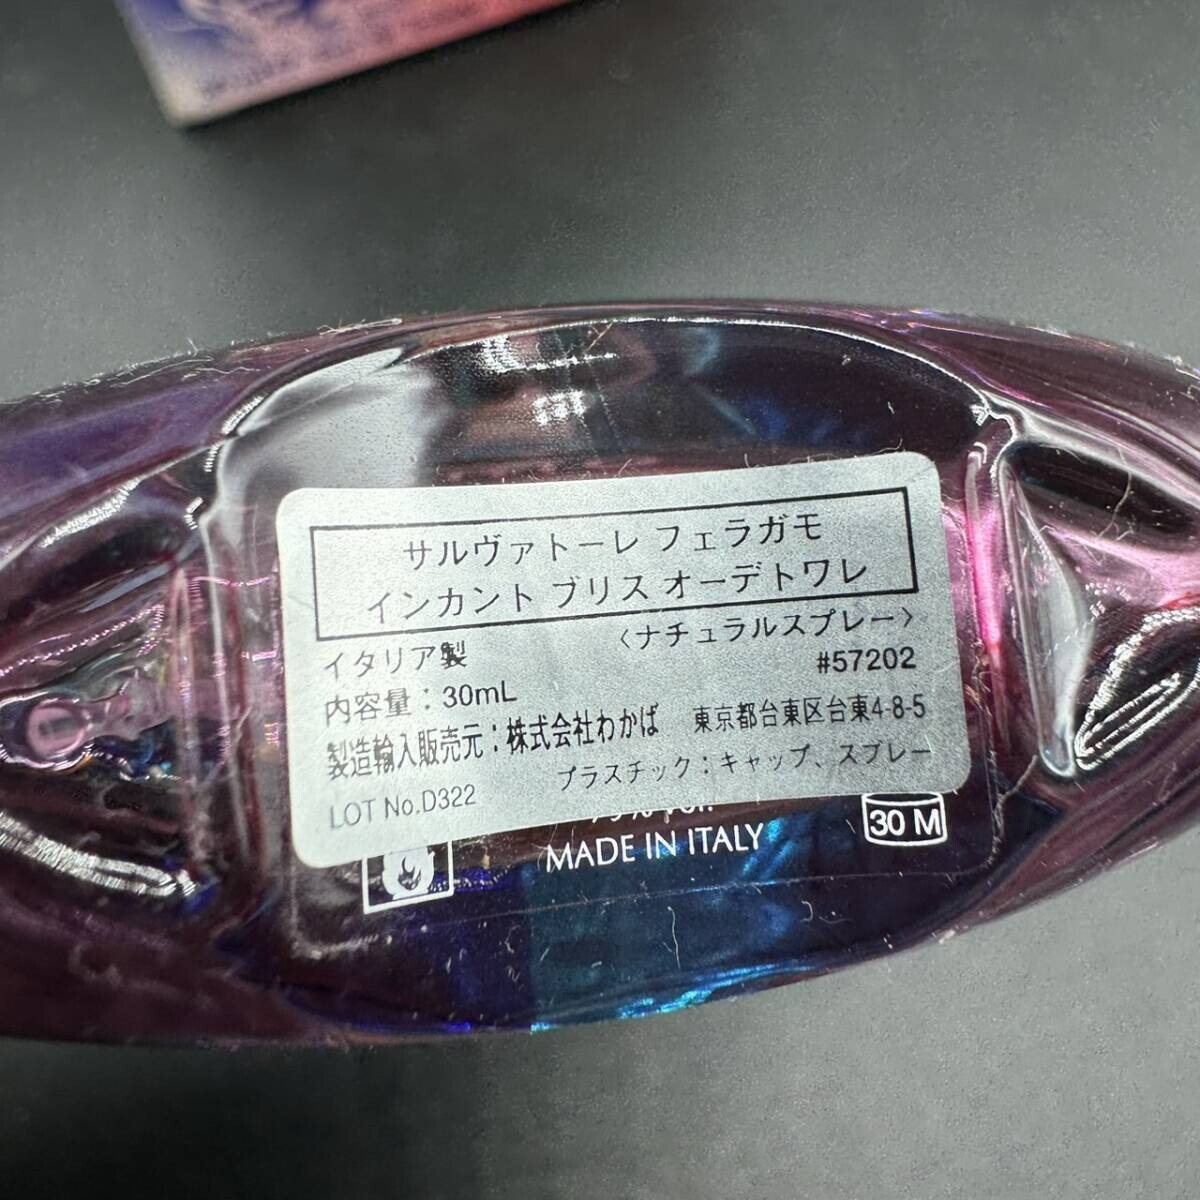 サルヴァトーレ フェラガモ
インカント ブリス オーデトワレ
イタリア製 〈ナチュラルスプレー〉
内容量：30mL #57202
製造輸入販売元：株式会社わかば 東京都台東区台東4-8-5
プラスチック：キャップ、スプレー
LOT No.D322
MADE IN ITALY
30 M